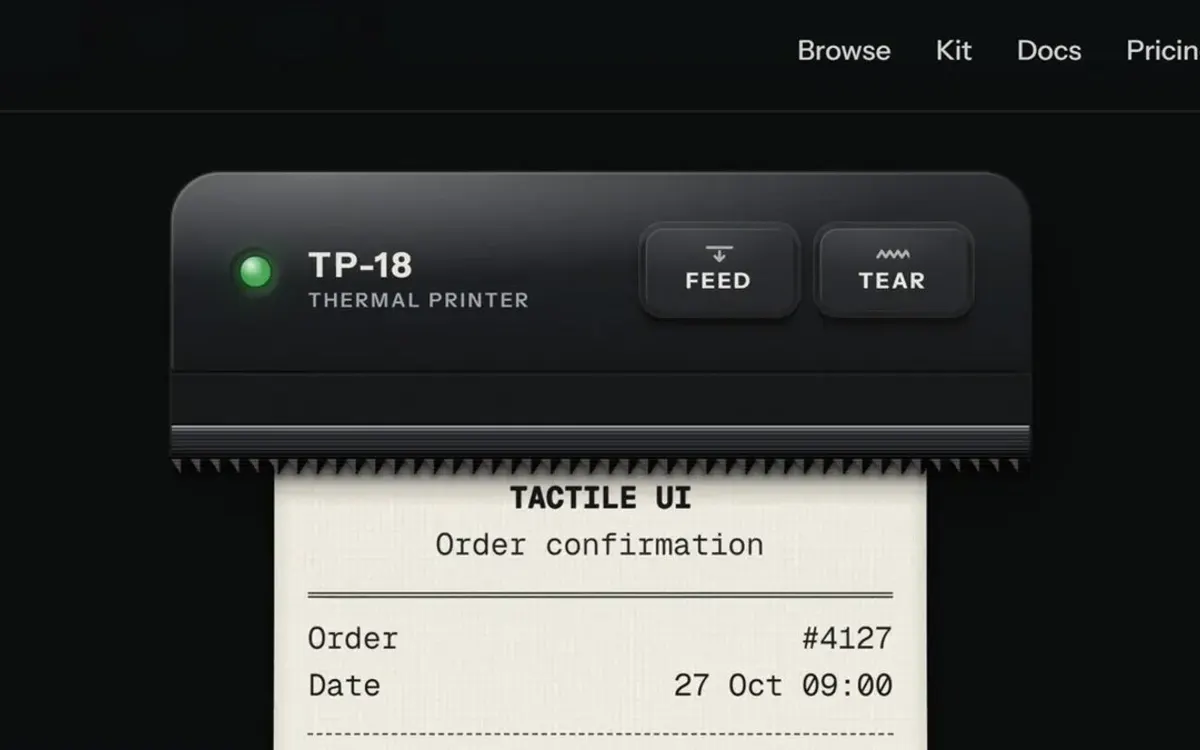 Browse Kit Docs Pricin
TP-18
THERMAL PRINTER
FEED
TEAR
TACTILE UI
Order confirmation
Order #4127
Date 27 Oct 09:00